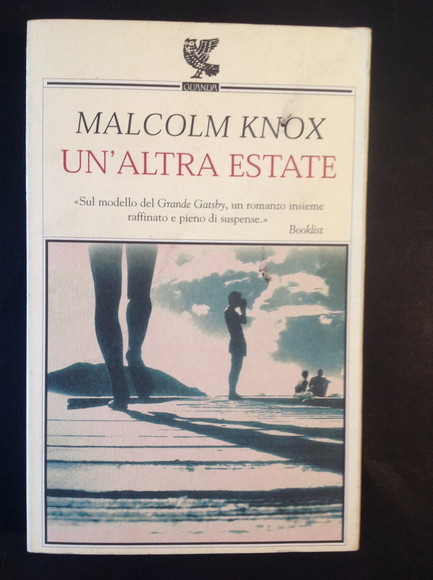 GUANDA
MALCOLM KNOX
UN'ALTRA ESTATE
«Sul modello del Grande Gatsby, un romanzo insieme
raffinato e pieno di suspense.»
Booklist